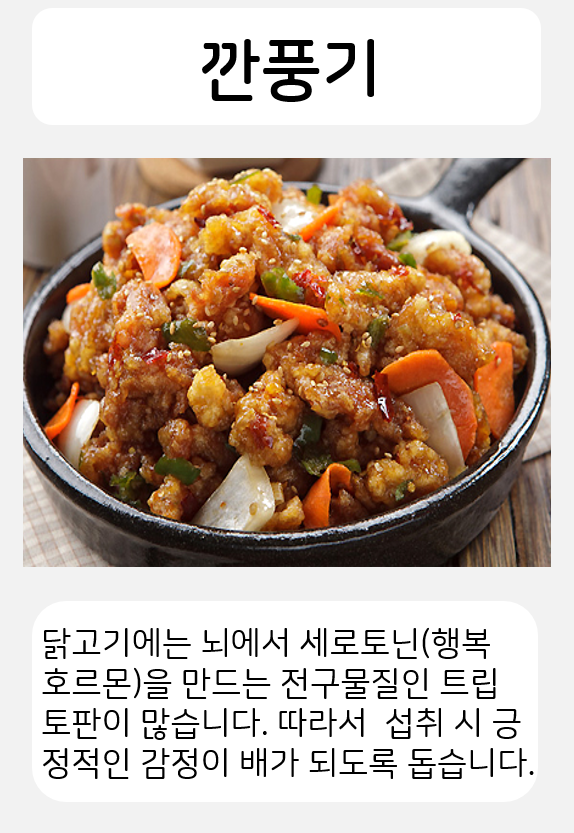 깐풍기
닭고기에는 뇌에서 세로토닌(행복
호르몬)을 만드는 전구물질인 트립
토판이 많습니다. 따라서  섭취 시 긍
정적인 감정이 배가 되도록 돕습니다.